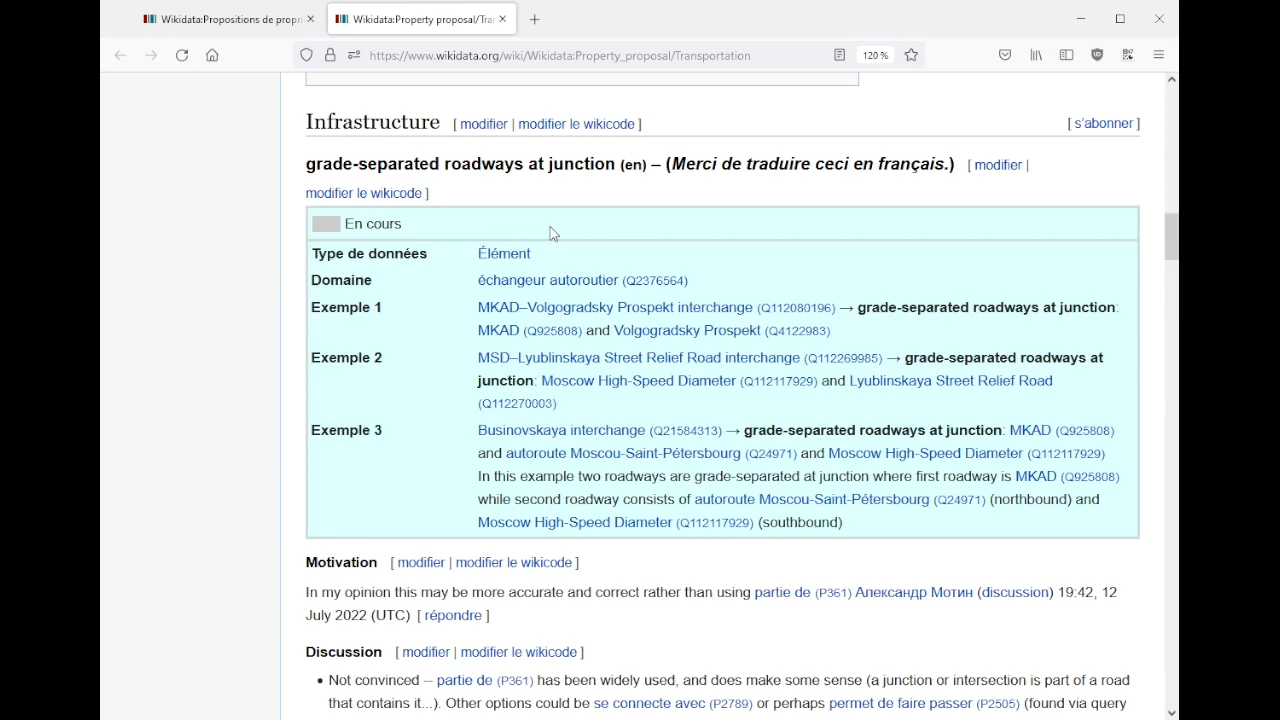 Wikidata:Propositions de propri
Wikidata:Property proposal/Tra
https://www.wikidata.org/wiki/Wikidata:Property_proposal/Transportation
120 %
Infrastructure [ modifier | modifier le wikicode ]
[ s'abonner ]
grade-separated roadways at junction (en) – (Merci de traduire ceci en français.) [ modifier |
modifier le wikicode ]
En cours
Type de données Élément
Domaine échangeur autoroutier (Q2376564)
Exemple 1 MKAD–Volgogradsky Prospekt interchange (Q112080196) → grade-separated roadways at junction:
MKAD (Q925808) and Volgogradsky Prospekt (Q4122983)
Exemple 2 MSD–Lyublinskaya Street Relief Road interchange (Q112269985) → grade-separated roadways at
junction: Moscow High-Speed Diameter (Q112117929) and Lyublinskaya Street Relief Road
(Q112270003)
Exemple 3 Businovskaya interchange (Q21584313) → grade-separated roadways at junction: MKAD (Q925808)
and autoroute Moscou-Saint-Pétersbourg (Q24971) and Moscow High-Speed Diameter (Q112117929)
In this example two roadways are grade-separated at junction where first roadway is MKAD (Q925808)
while second roadway consists of autoroute Moscou-Saint-Pétersbourg (Q24971) (northbound) and
Moscow High-Speed Diameter (Q112117929) (southbound)
Motivation [ modifier | modifier le wikicode ]
In my opinion this may be more accurate and correct rather than using partie de (P361) Александр Мотин (discussion) 19:42, 12
July 2022 (UTC) [ répondre ]
Discussion [ modifier | modifier le wikicode ]
• Not convinced -- partie de (P361) has been widely used, and does make some sense (a junction or intersection is part of a road
that contains it...). Other options could be se connecte avec (P2789) or perhaps permet de faire passer (P2505) (found via query